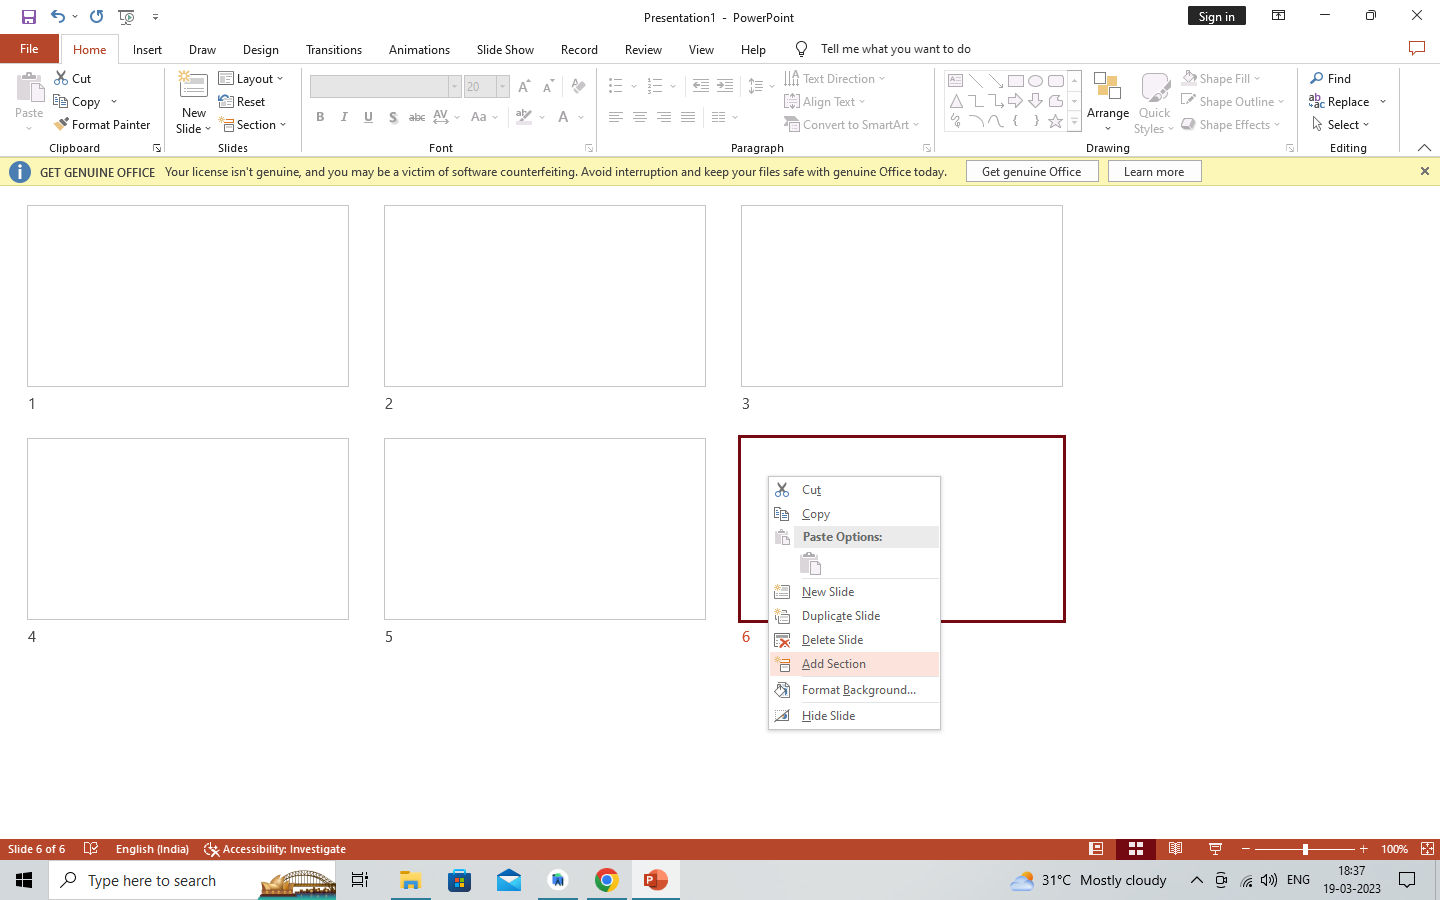 Presentation1 - PowerPoint
Sign in
File Home Insert Draw Design Transitions Animations Slide Show Record Review View Help Tell me what you want to do
Paste
Cut
Copy
Format Painter
Clipboard
New Slide
Layout
Reset
Section
Slides
20
B I U S abc AV Aa A
Font
Text Direction
Align Text
Convert to SmartArt
Paragraph
Arrange
Quick Styles
Shape Fill
Shape Outline
Shape Effects
Drawing
Find
Replace
Select
Editing
GET GENUINE OFFICE Your license isn't genuine, and you may be a victim of software counterfeiting. Avoid interruption and keep your files safe with genuine Office today. Get genuine Office Learn more
1
2
3
4
5
6
Cut
Copy
Paste Options:
New Slide
Duplicate Slide
Delete Slide
Add Section
Format Background...
Hide Slide
Slide 6 of 6 English (India) Accessibility: Investigate 100%
Type here to search
31°C Mostly cloudy
ENG
18:37
19-03-2023